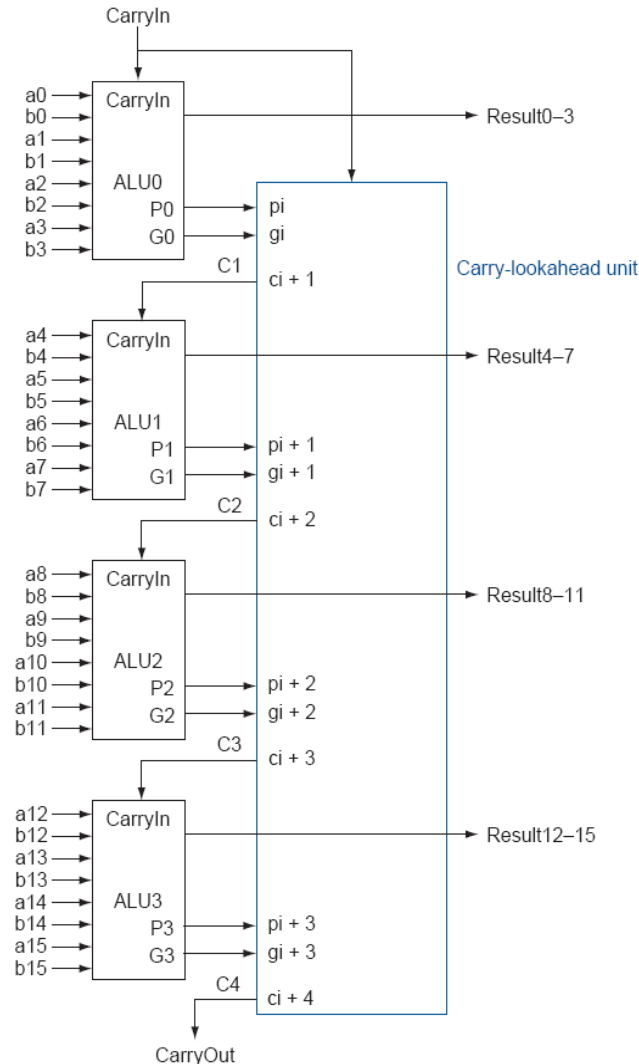 CarryIn
a0
b0
a1
b1
a2
b2
a3
b3
CarryIn
ALU0
P0
G0
pi
gi
Result0–3
Carry-lookahead unit
C1
ci + 1
a4
b4
a5
b5
a6
b6
a7
b7
CarryIn
ALU1
P1
G1
pi + 1
gi + 1
Result4–7
C2
ci + 2
a8
b8
a9
b9
a10
b10
a11
b11
CarryIn
ALU2
P2
G2
pi + 2
gi + 2
Result8–11
C3
ci + 3
a12
b12
a13
b13
a14
b14
a15
b15
CarryIn
ALU3
P3
G3
pi + 3
gi + 3
Result12–15
C4
ci + 4
CarryOut